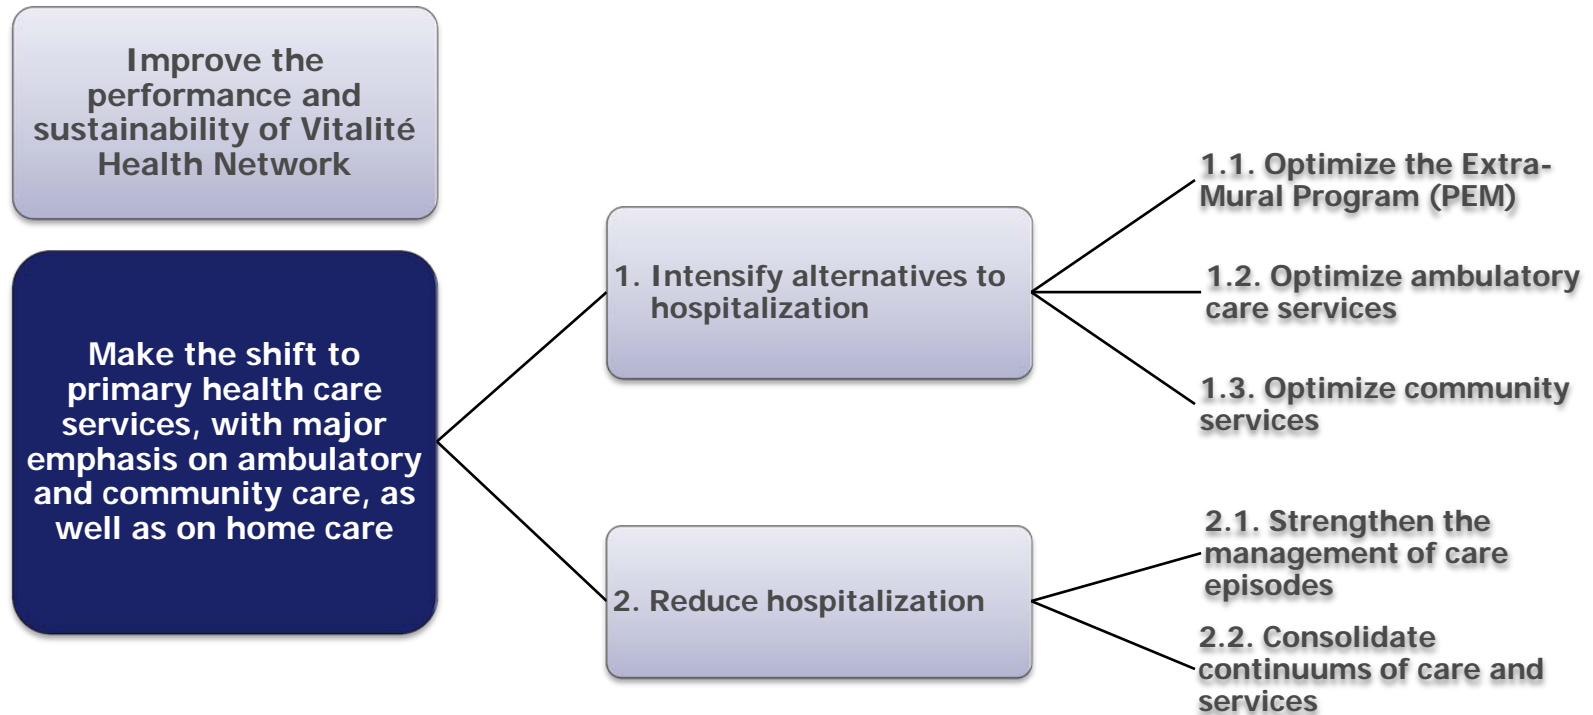 Improve the
performance and
sustainability of Vitalité
Health Network
Make the shift to
primary health care
services, with major
emphasis on ambulatory
and community care, as
well as on home care
1. Intensify alternatives to
hospitalization
1.1. Optimize the Extra-
Mural Program (PEM)
1.2. Optimize ambulatory
care services
1.3. Optimize community
services
2. Reduce hospitalization
2.1. Strengthen the
management of care
episodes
2.2. Consolidate
continuums of care and
services